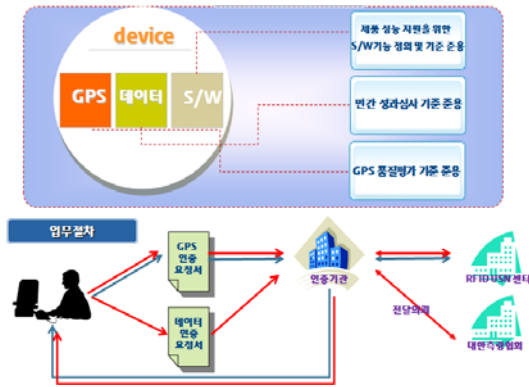 device
GPS
데이터
S/W
제품 성능 지원을 위한
S/W기능 정의 및 기준 준용
민간 성과심사 기준 준용
GPS 품질평가 기준 준용
업무절차
GPS
인증
요청서
데이터
인증
요청서
인증기관
전달의뢰
RFID USN 센터
대한측량협회